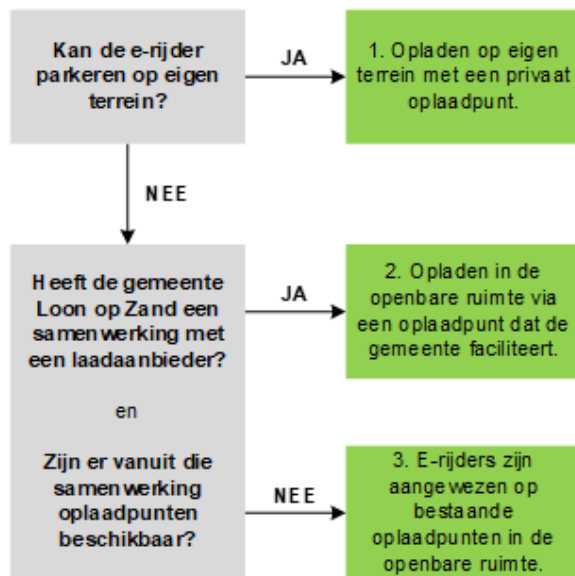 Kan de e-rijder
parkeren op eigen
terrein?
JA
1. Opladen op eigen
terrein met een privaat
oplaadpunt.
NEE
Heeft de gemeente
Loon op Zand een
samenwerking met
een laadaanbieder?
en
Zijn er vanuit die
samenwerking
oplaadpunten
beschikbaar?
JA
2. Opladen in de
openbare ruimte via
een oplaadpunt dat de
gemeente faciliteert.
NEE
3. E-rijders zijn
aangewezen op
bestaande
oplaadpunten in de
openbare ruimte.